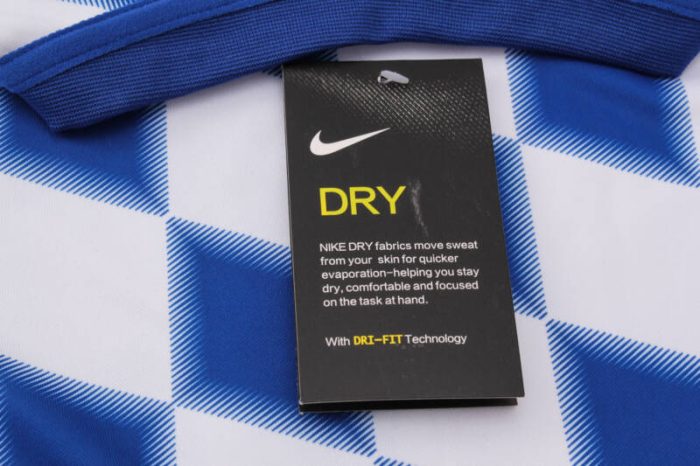 DRY
NIKE DRY fabrics move sweat
from your skin for quicker
evaporation-helping you stay
dry, comfortable and focused
on the task at hand.
With DRI-FIT Technology